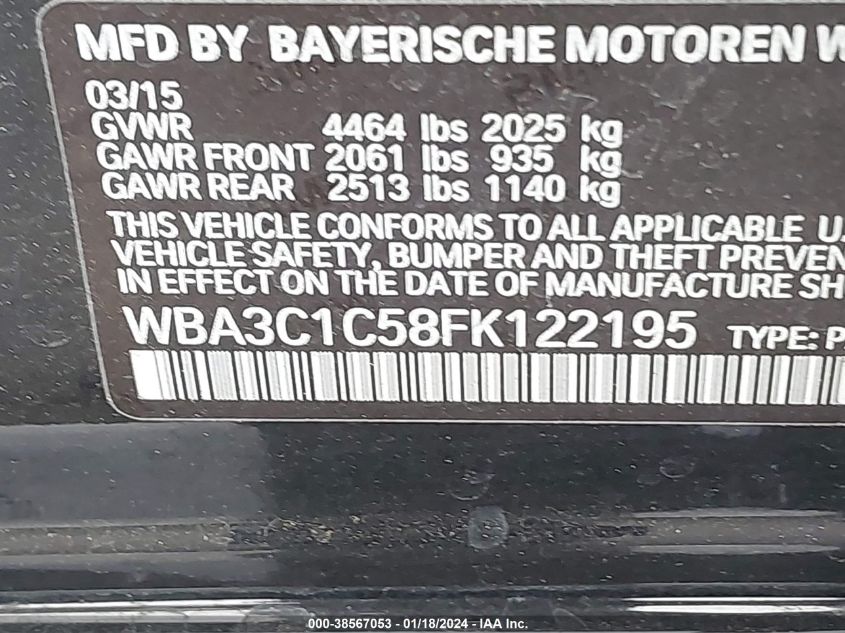 MFD BY BAYERISCHE MOTOREN W
03/15
GVWR 4464 lbs 2025 kg
GAWR FRONT 2061 lbs 935 kg
GAWR REAR 2513 lbs 1140 kg
THIS VEHICLE CONFORMS TO ALL APPLICABLE U.
VEHICLE SAFETY, BUMPER AND THEFT PREVEN
IN EFFECT ON THE DATE OF MANUFACTURE SH
WBA3C1C58FK122195 TYPE: P
000-38567053 - 01/18/2024 - IAA Inc.